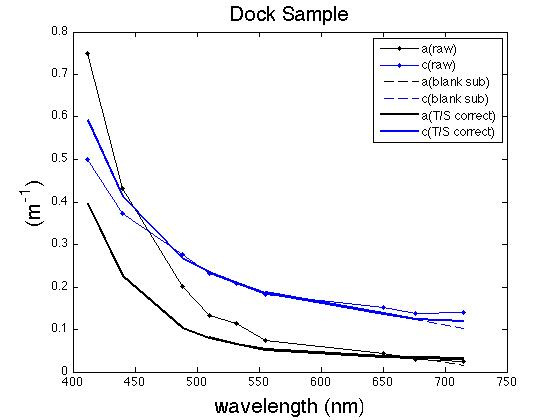 Dock Sample
0.8
0.7
0.6
0.5
0.4
0.3
0.2
0.1
0
(m⁻¹)
a(raw)
c(raw)
a(blank sub)
c(blank sub)
a(T/S correct)
c(T/S correct)
400 450 500 550 600 650 700 750
wavelength (nm)